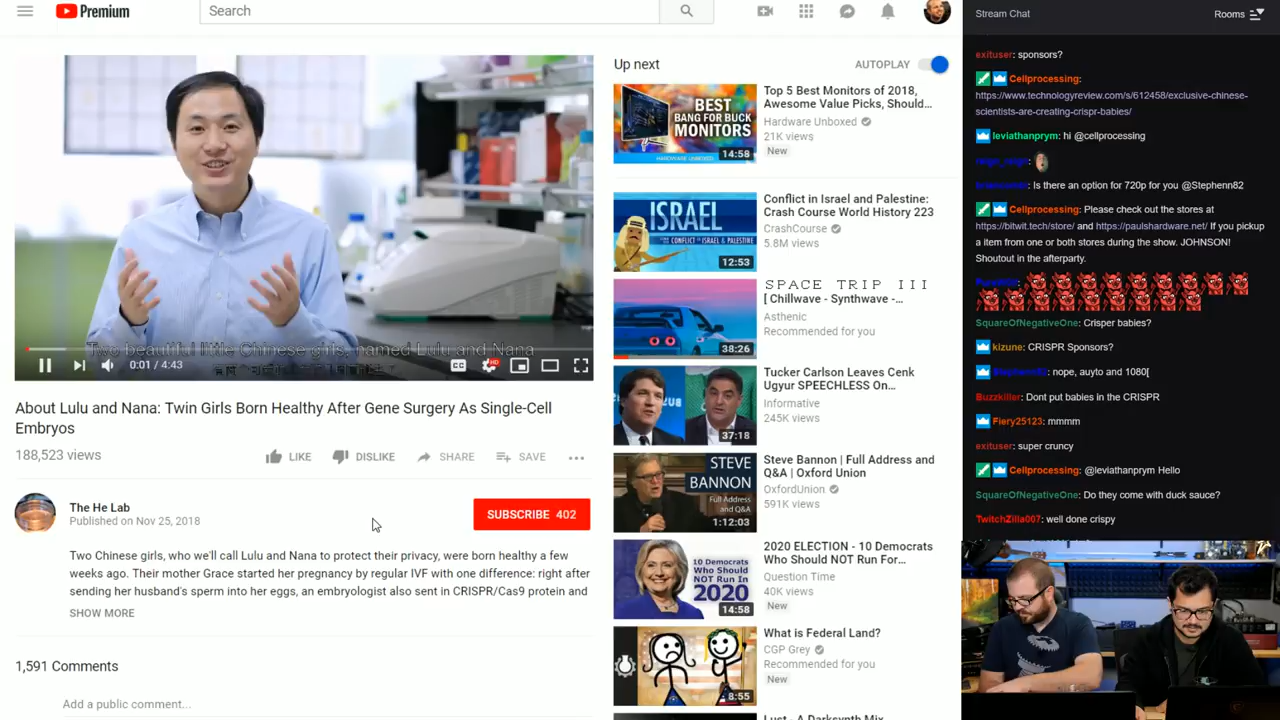 Premium
Search
Two beautiful little Chinese girls, named Lulu and Nana
0:01 / 4:43
CC
HD
About Lulu and Nana: Twin Girls Born Healthy After Gene Surgery As Single-Cell
Embryos
188,523 views
LIKE
DISLIKE
SHARE
SAVE
The He Lab
Published on Nov 25, 2018
SUBSCRIBE 402
Two Chinese girls, who we'll call Lulu and Nana to protect their privacy, were born healthy a few
weeks ago. Their mother Grace started her pregnancy by regular IVF with one difference: right after
sending her husband's sperm into her eggs, an embryologist also sent in CRISPR/Cas9 protein and
SHOW MORE
1,591 Comments
Add a public comment...
Up next
AUTOPLAY
BEST
BANG FOR BUCK
MONITORS
HARDWARE UNBOXED
14:58
Top 5 Best Monitors of 2018,
Awesome Value Picks, Should...
Hardware Unboxed
21K views
New
ISRAEL
CONFLICT IN ISRAEL & PALESTINE
12:53
Conflict in Israel and Palestine:
Crash Course World History 223
CrashCourse
5.8M views
38:26
SPACE TRIP III
[ Chillwave - Synthwave -...
Asthenic
Recommended for you
37:18
Tucker Carlson Leaves Cenk
Ugyur SPEECHLESS On...
Informative
245K views
STEVE
BANNON
Full Address
and Q&A
1:12:03
Steve Bannon | Full Address and
Q&A | Oxford Union
OxfordUnion
591K views
10 Democrats
Who Should
NOT Run In
2020
14:58
2020 ELECTION - 10 Democrats
Who Should NOT Run For...
Question Time
40K views
New
8:55
What is Federal Land?
CGP Grey
Recommended for you
New
Lust - A Darksynth Mix
Stream Chat
Rooms
exituser: sponsors?
Cellprocessing:
https://www.technologyreview.com/s/612458/exclusive-chinese-
scientists-are-creating-crispr-babies/
leviathanprym: hi @cellprocessing
Is there an option for 720p for you @Stephenn82
Cellprocessing: Please check out the stores at
https://bitwit.tech/store/ and https://paulshardware.net/ If you pickup
a item from one or both stores during the show. JOHNSON!
Shoutout in the afterparty.
SquareOfNegativeOne: Crisper babies?
kizune: CRISPR Sponsors?
Stephenn82: nope, auyto and 1080[
Buzzkiller: Dont put babies in the CRISPR
Fiery25123: mmmm
exituser: super cruncy
Cellprocessing: @leviathanprym Hello
SquareOfNegativeOne: Do they come with duck sauce?
TwitchZilla007: well done crispy